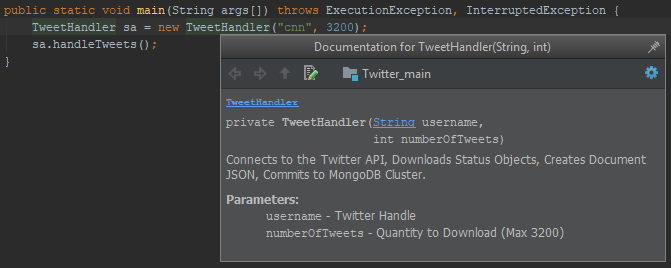 public static void main(String args[]) throws ExecutionException, InterruptedException {
TweetHandler sa = new TweetHandler("cnn", 3200);
sa.handleTweets();
}
Documentation for TweetHandler(String, int)
Twitter_main
TweetHandler
private TweetHandler(String username,
int numberOfTweets)
Connects to the Twitter API, Downloads Status Objects, Creates Document
JSON, Commits to MongoDB Cluster.
Parameters:
username - Twitter Handle
numberOfTweets - Quantity to Download (Max 3200)